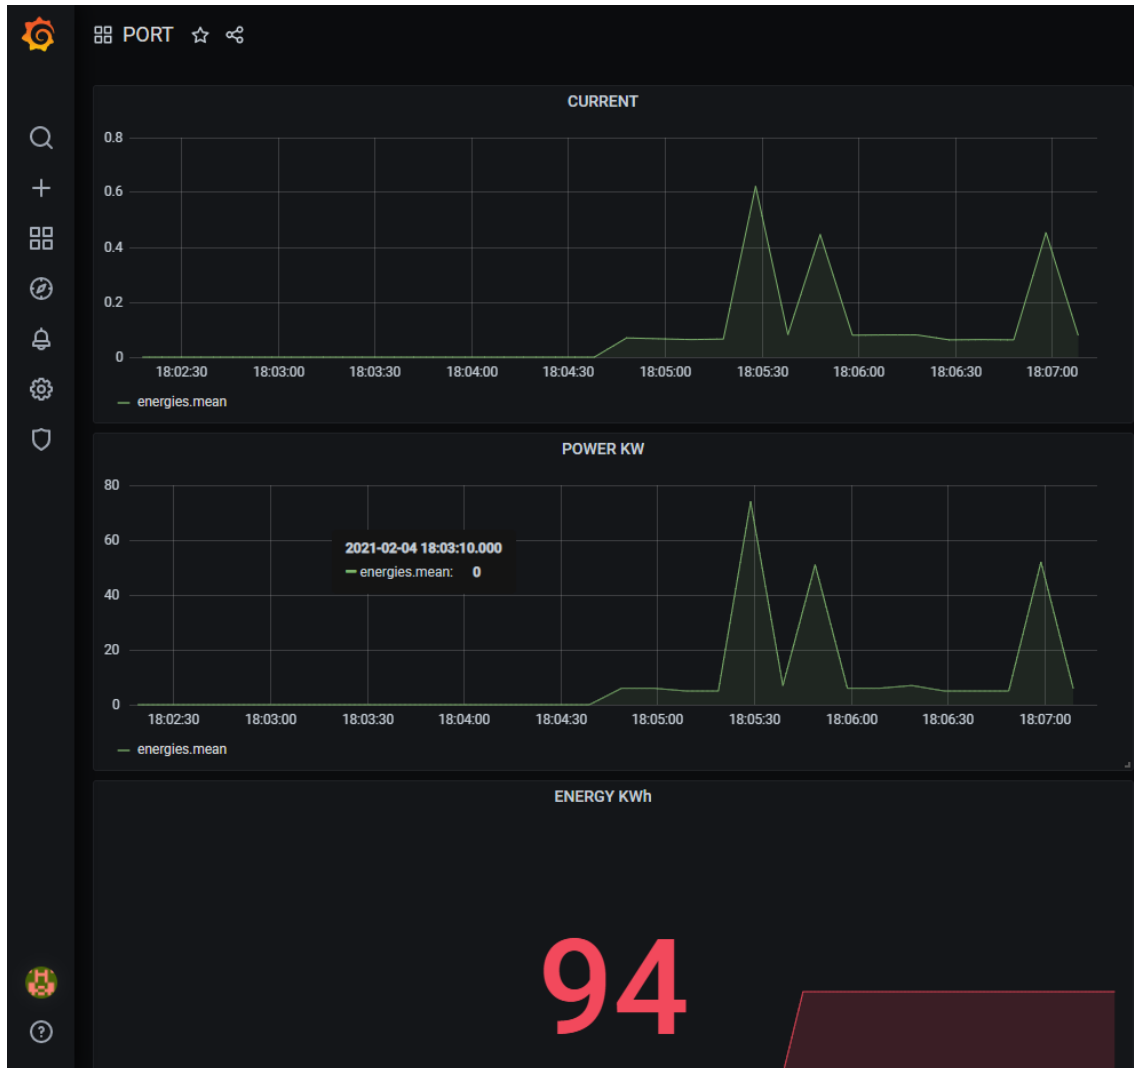 PORT
CURRENT
0.8
0.6
0.4
0.2
0
18:02:30 18:03:00 18:03:30 18:04:00 18:04:30 18:05:00 18:05:30 18:06:00 18:06:30 18:07:00
energies.mean
POWER KW
80
60
40
20
0
2021-02-04 18:03:10.000
energies.mean: 0
18:02:30 18:03:00 18:03:30 18:04:00 18:04:30 18:05:00 18:05:30 18:06:00 18:06:30 18:07:00
energies.mean
ENERGY KWh
94